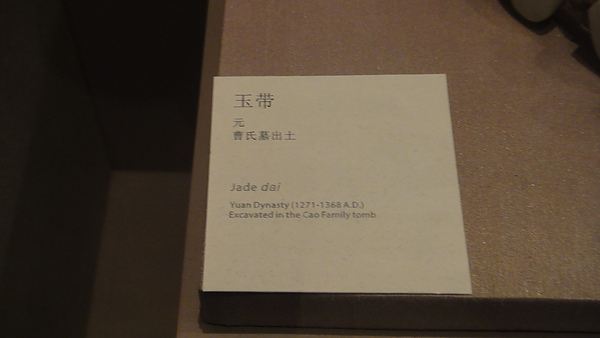 玉带
元
曹氏墓出土
Jade dai
Yuan Dynasty (1271-1368 A.D.)
Excavated in the Cao Family tomb